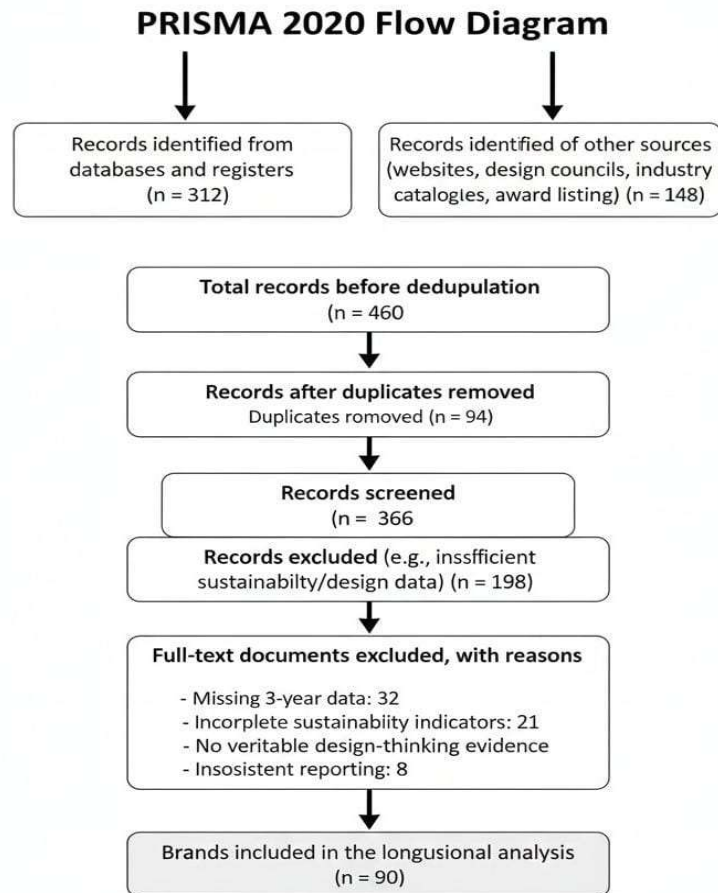 PRISMA 2020 Flow Diagram
Records identified from
databases and registers
(n = 312)
Records identified of other sources
(websites, design councils, industry
catalogies, award listing) (n = 148)
Total records before dedupulation
(n = 460
Records after duplicates removed
Duplicates romoved (n = 94)
Records screened
(n = 366
Records excluded (e.g., inssfficient
sustainabilty/design data) (n = 198)
Full-text documents excluded, with reasons
- Missing 3-year data: 32
- Incorplete sustainabiity indicators: 21
- No veritable design-thinking evidence
- Insosistent reporting: 8
Brands included in the longusional analysis
(n = 90)